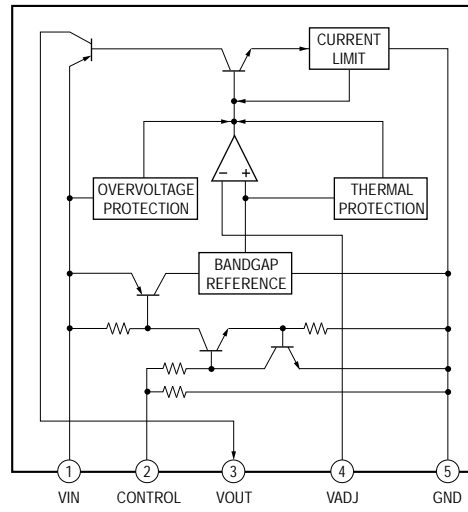 CURRENT
LIMIT
– +
OVERVOLTAGE
PROTECTION
THERMAL
PROTECTION
BANDGAP
REFERENCE
1 2 3 4 5
VIN CONTROL VOUT VADJ GND